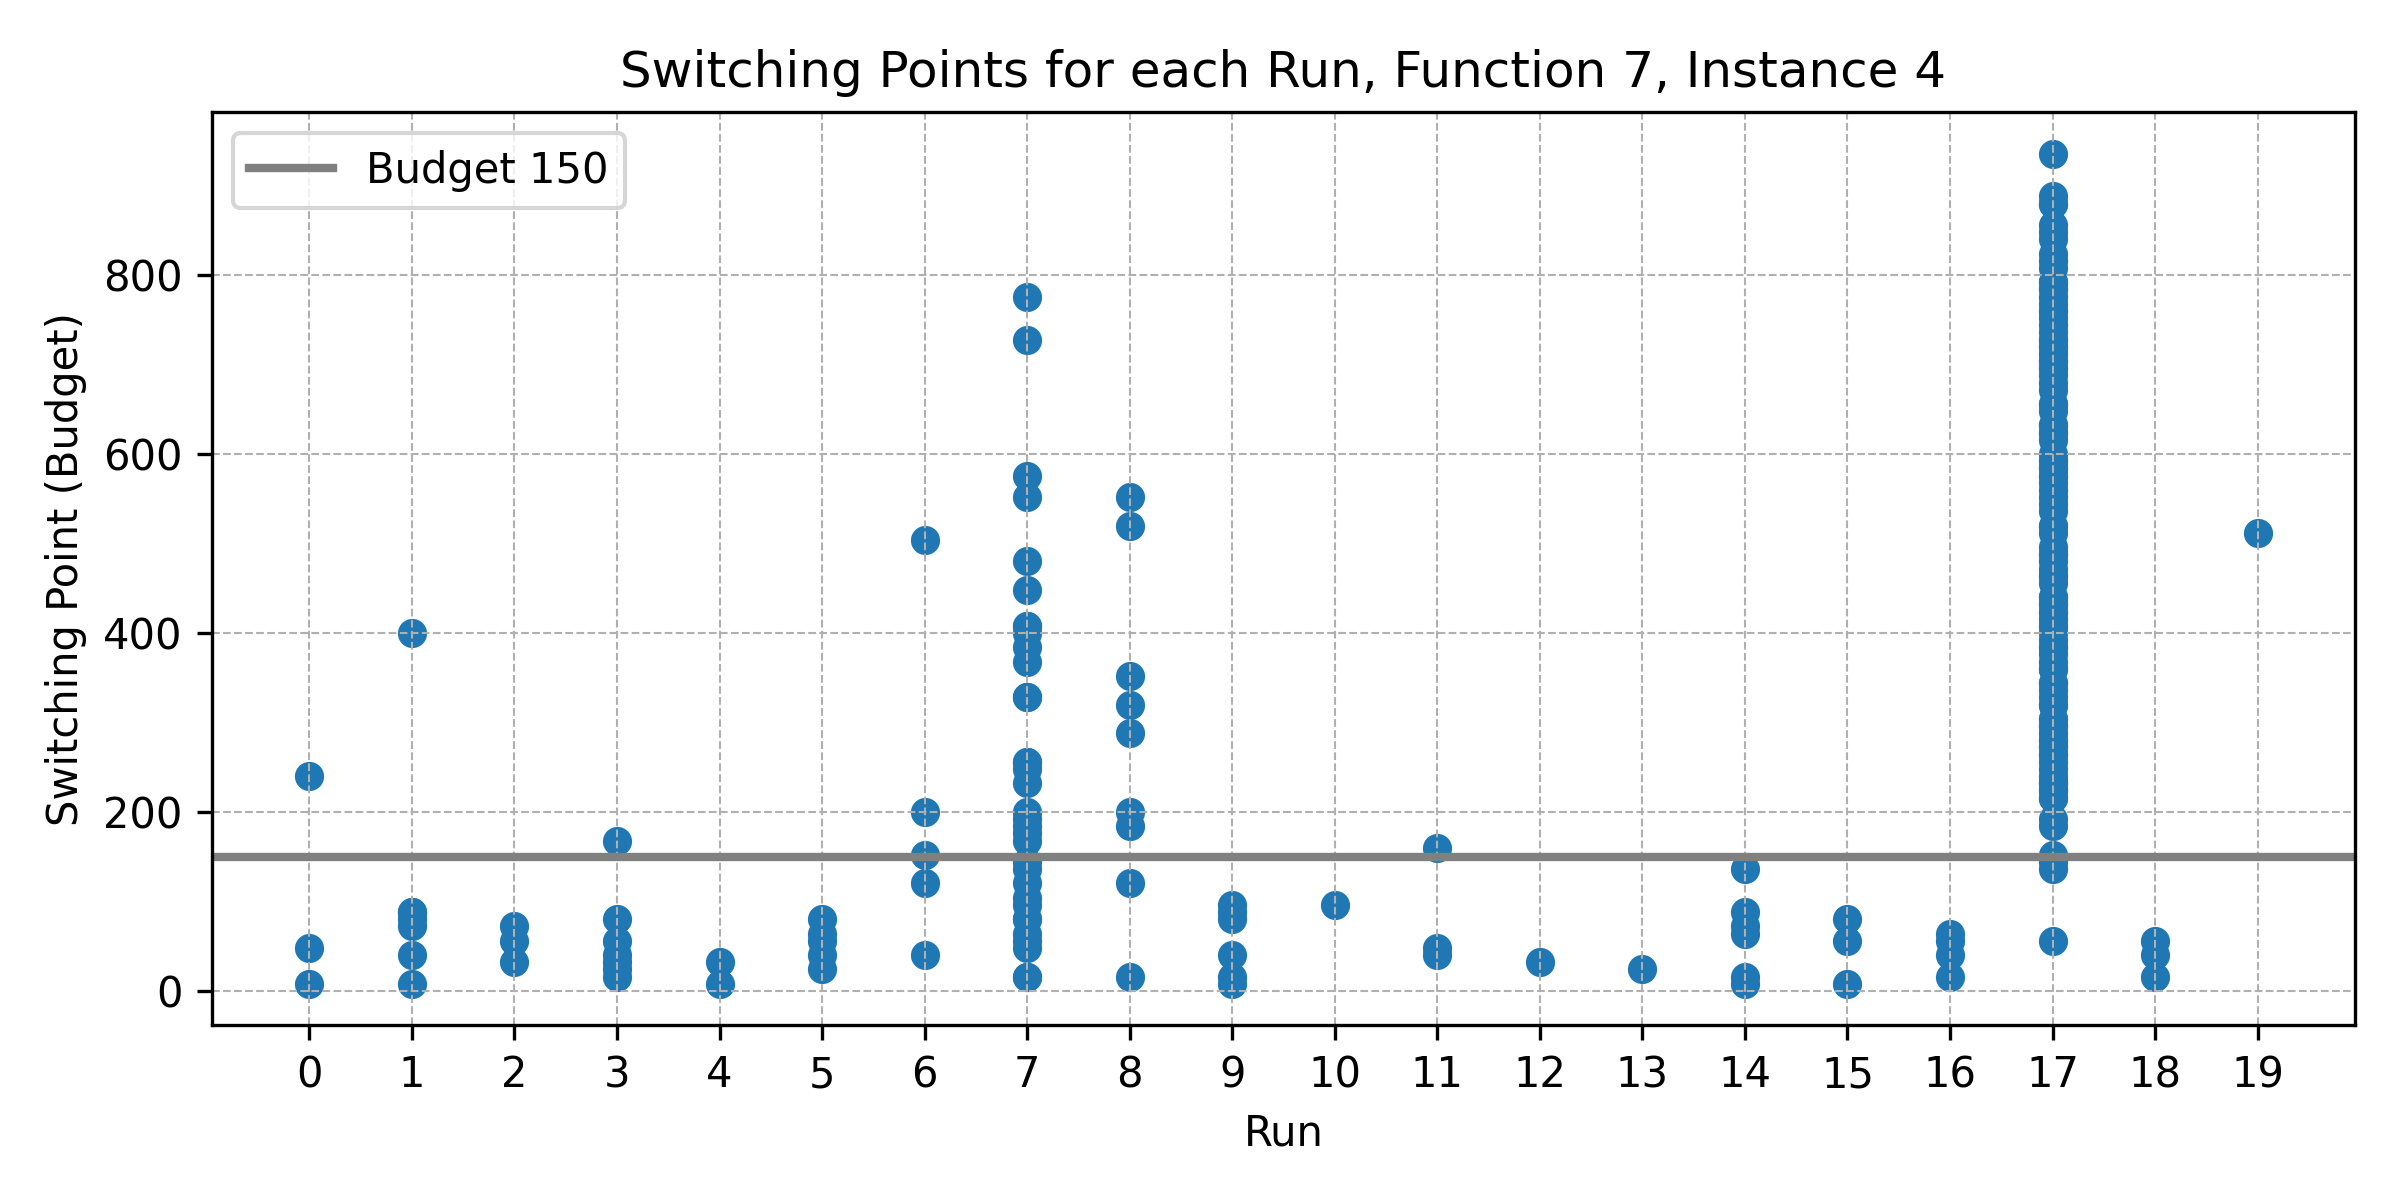 Switching Points for each Run, Function 7, Instance 4
Budget 150
Switching Point (Budget)
800
600
400
200
0
0 1 2 3 4 5 6 7 8 9 10 11 12 13 14 15 16 17 18 19
Run